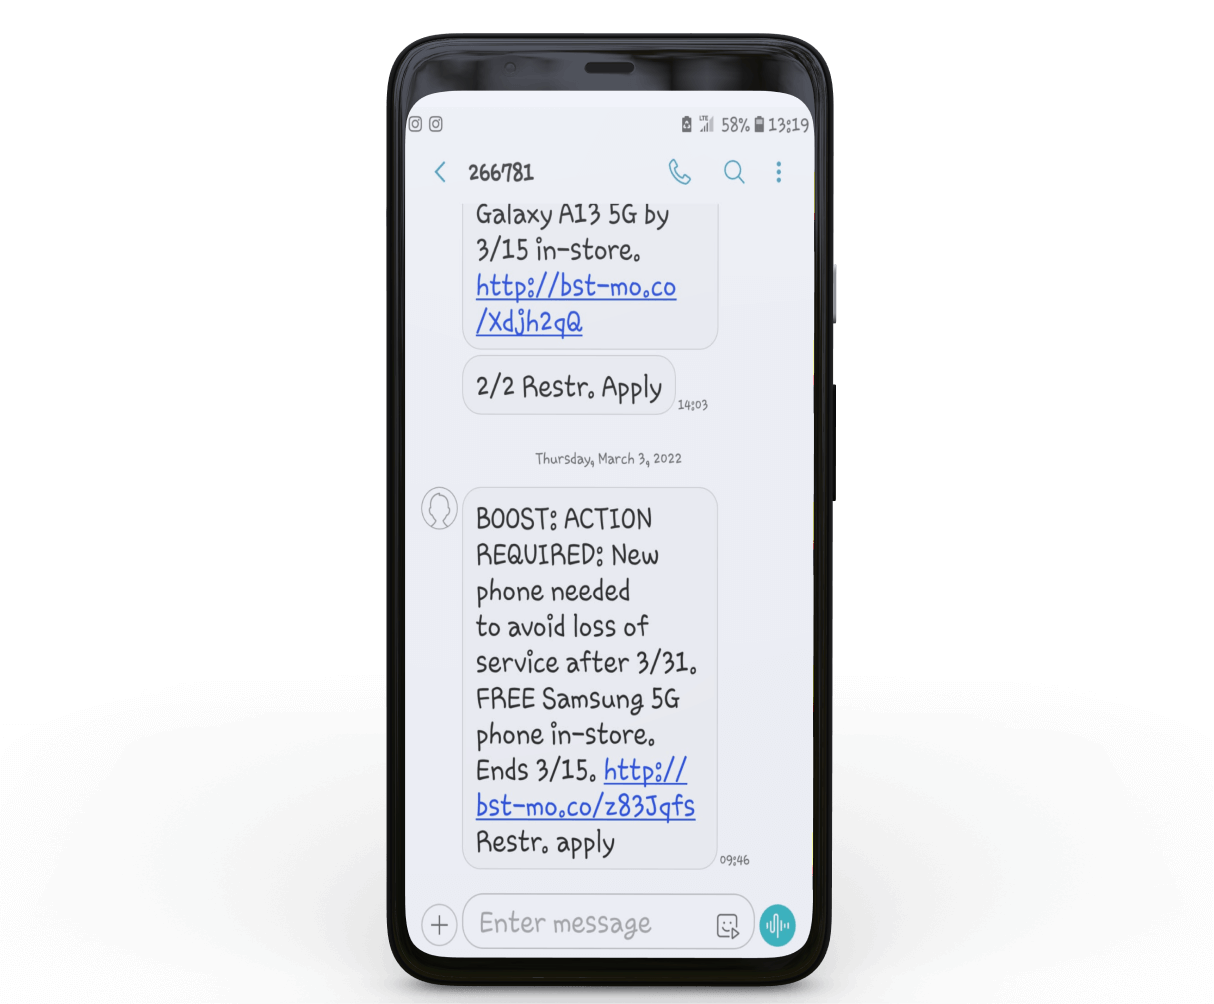 LTE 58% 13:19
266781
Galaxy A13 5G by
3/15 in-store.
http://bst-mo.co
/Xdjh2qQ
2/2 Restr. Apply
14:03
Thursday, March 3, 2022
BOOST: ACTION
REQUIRED: New
phone needed
to avoid loss of
service after 3/31.
FREE Samsung 5G
phone in-store.
Ends 3/15. http://
bst-mo.co/z83Jqfs
Restr. apply
09:46
Enter message